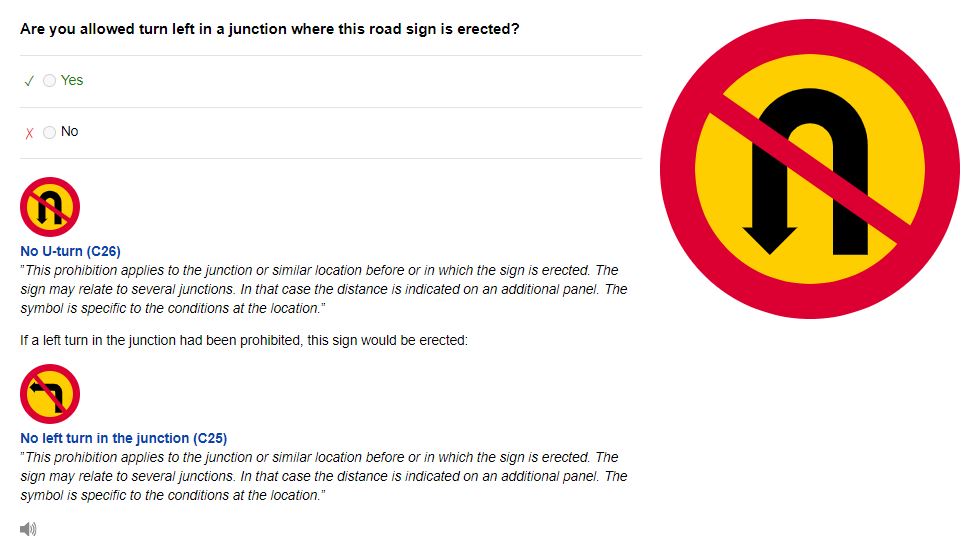 Are you allowed turn left in a junction where this road sign is erected?
✓ Yes
X No
No U-turn (C26)
"This prohibition applies to the junction or similar location before or in which the sign is erected. The
sign may relate to several junctions. In that case the distance is indicated on an additional panel. The
symbol is specific to the conditions at the location."
If a left turn in the junction had been prohibited, this sign would be erected:
No left turn in the junction (C25)
"This prohibition applies to the junction or similar location before or in which the sign is erected. The
sign may relate to several junctions. In that case the distance is indicated on an additional panel. The
symbol is specific to the conditions at the location."